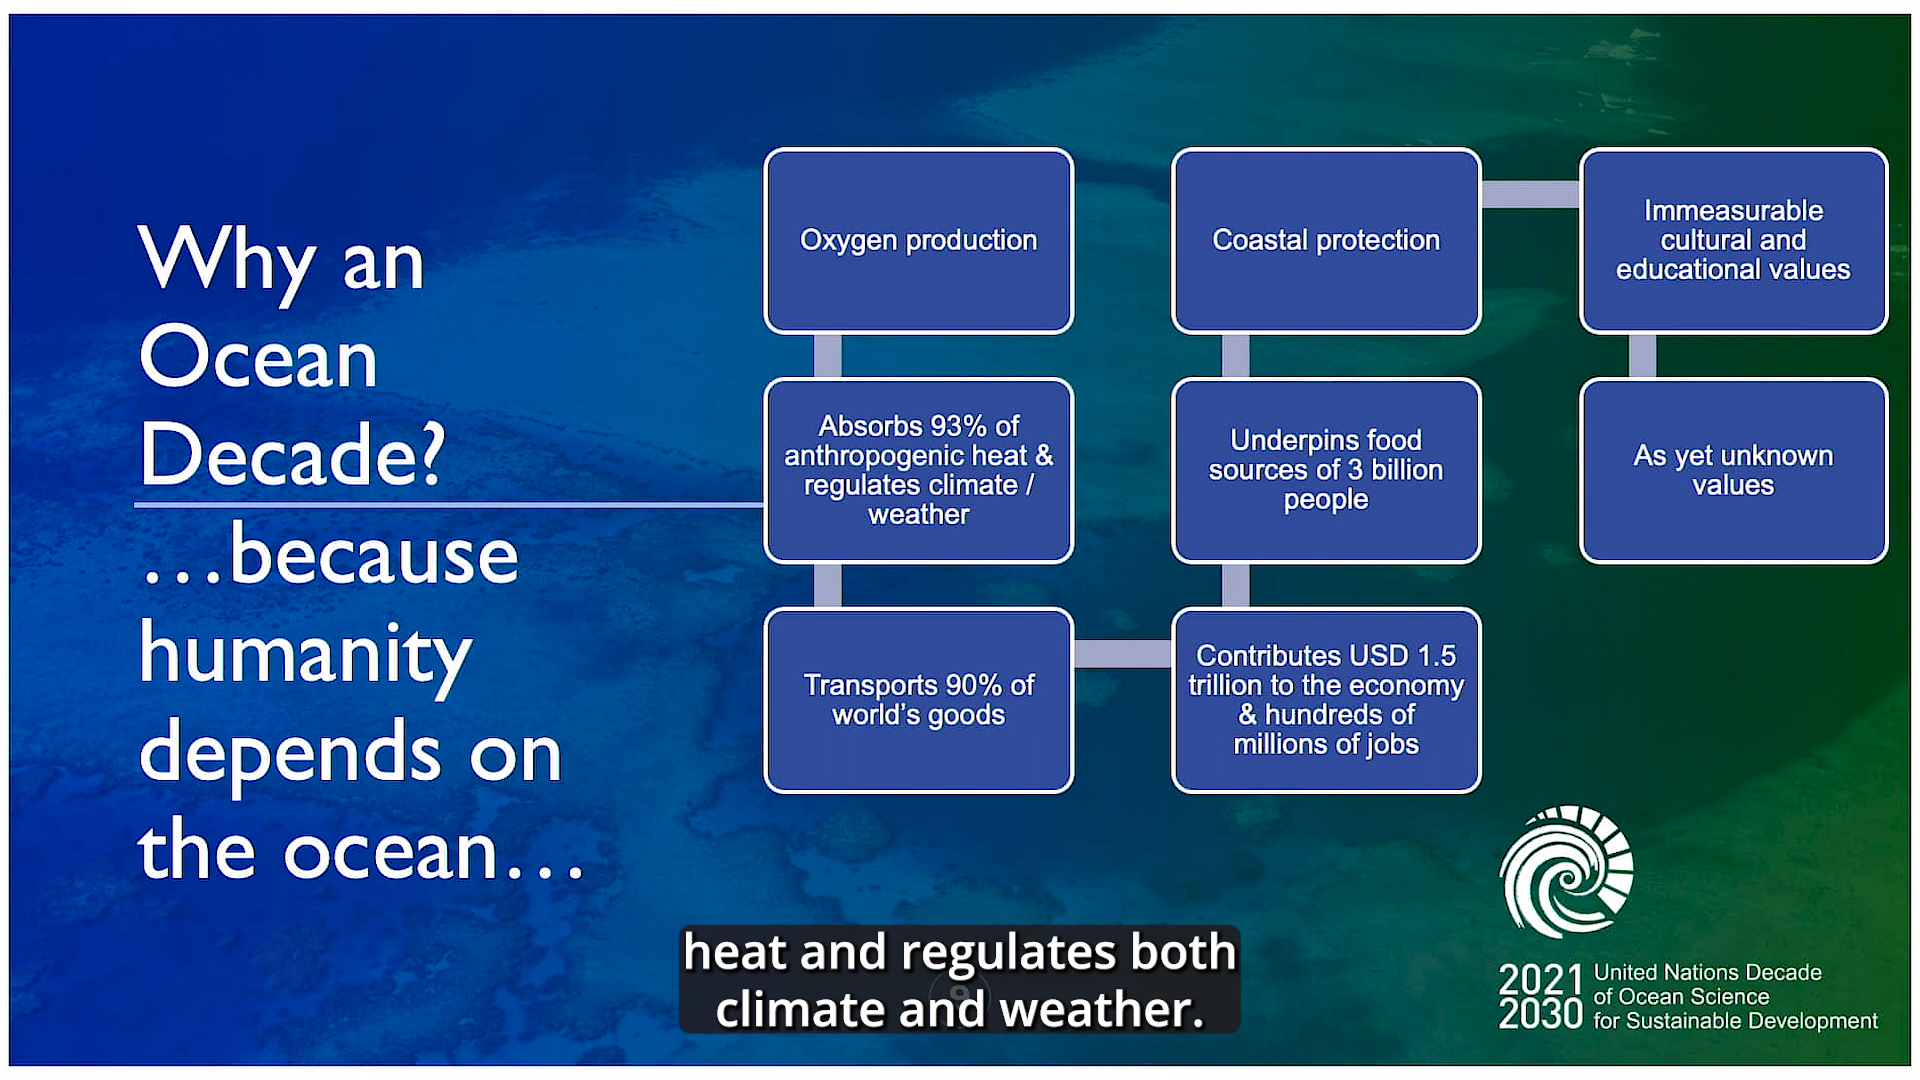 Why an
Ocean
Decade?
...because
humanity
depends on
the ocean...
Oxygen production
Absorbs 93% of
anthropogenic heat &
regulates climate /
weather
Transports 90% of
world’s goods
Contributes USD 1.5
trillion to the economy
& hundreds of
millions of jobs
Underpins food
sources of 3 billion
people
Coastal protection
Immeasurable
cultural and
educational values
As yet unknown
values
heat and regulates both
climate and weather.
2021
2030
United Nations Decade
of Ocean Science
for Sustainable Development